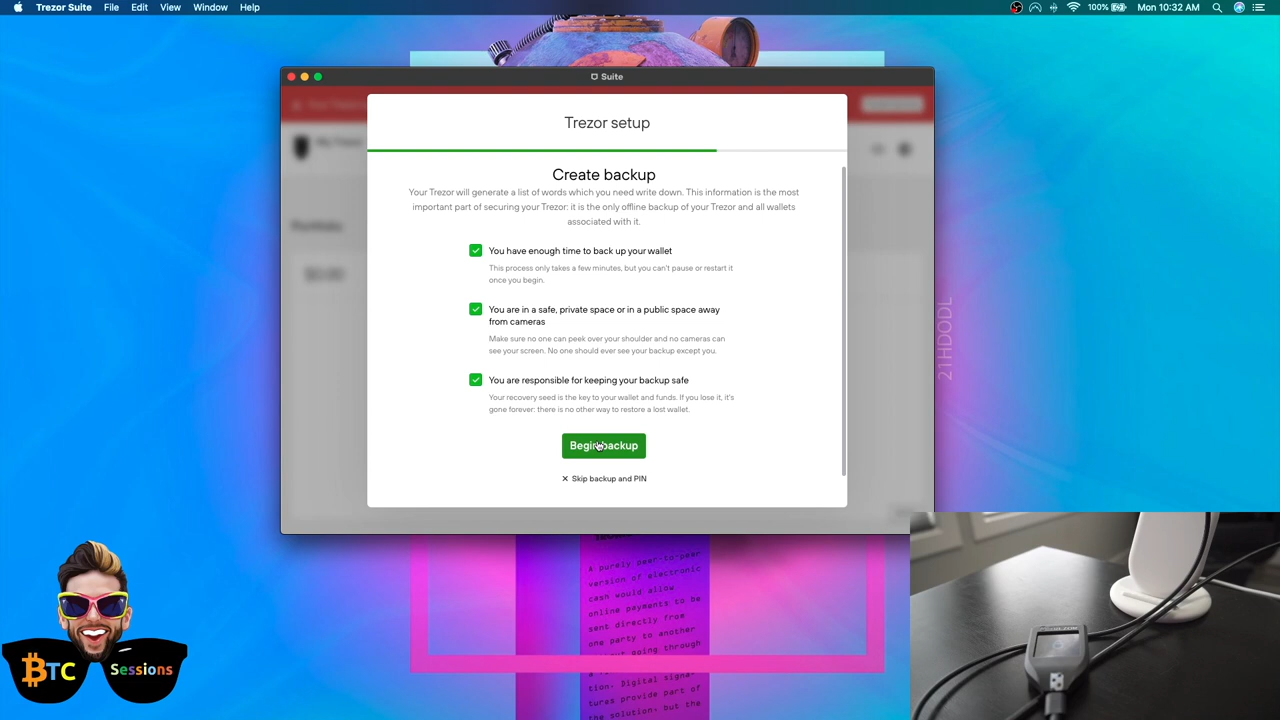 Trezor Suite File Edit View Window Help
100% Mon 10:32 AM
Suite
Trezor setup
Create backup
Your Trezor will generate a list of words which you need write down. This information is the most
important part of securing your Trezor: it is the only offline backup of your Trezor and all wallets
associated with it.
You have enough time to back up your wallet
This process only takes a few minutes, but you can't pause or restart it
once you begin.
You are in a safe, private space or in a public space away
from cameras
Make sure no one can peek over your shoulder and no cameras can
see your screen. No one should ever see your backup except you.
You are responsible for keeping your backup safe
Your recovery seed is the key to your wallet and funds. If you lose it, it's
gone forever: there is no other way to restore a lost wallet.
Begin backup
Skip backup and PIN
Portfolio
$0.00
21HDODL
A purely peer-to-peer
version of electronic
cash would allow
online payments to be
sent directly from
one party to another
going through
tion. Digital signa-
tures provide part of
the solution, but the
BTC Sessions